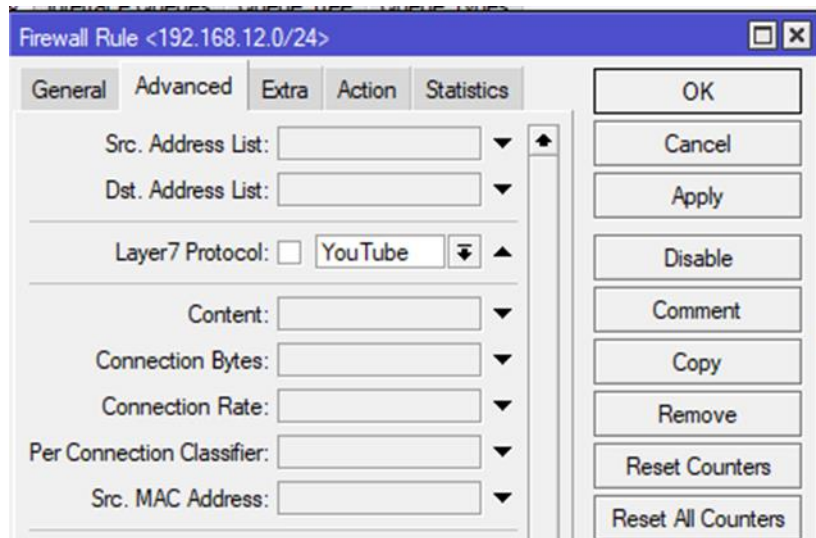 Firewall Rule <192.168.12.0/24>
General Advanced Extra Action Statistics
OK
Src. Address List:
Cancel
Dst. Address List:
Apply
Layer7 Protocol: YouTube
Disable
Content:
Comment
Connection Bytes:
Copy
Connection Rate:
Remove
Per Connection Classifier:
Reset Counters
Src. MAC Address:
Reset All Counters